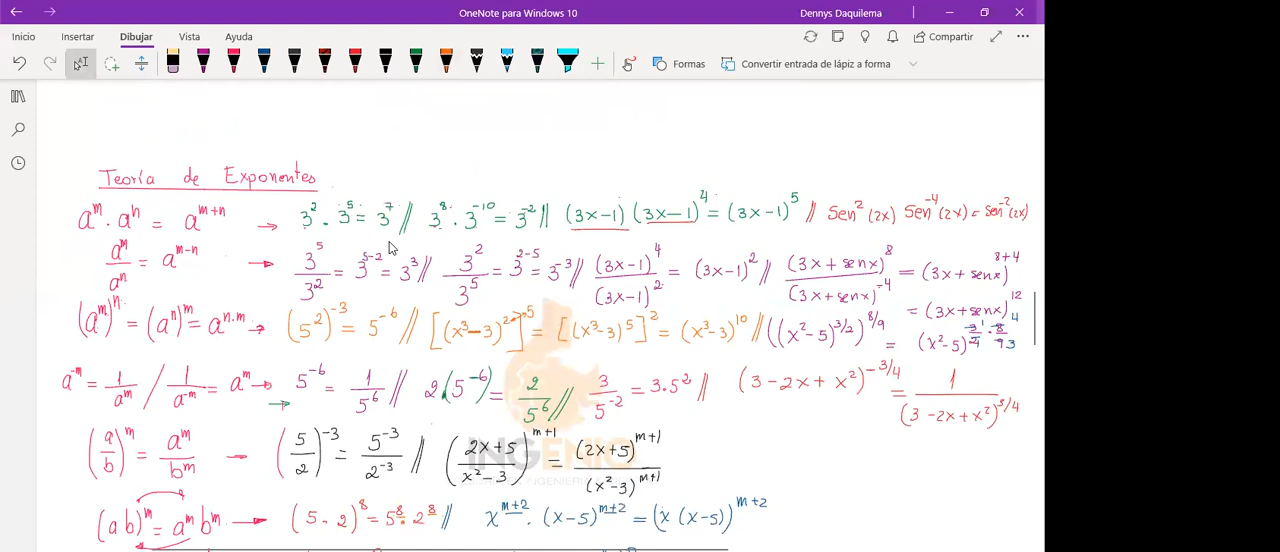 OneNote para Windows 10
Dennys Daquilema
Inicio Insertar Dibujar Vista Ayuda Compartir
Formas Convertir entrada de lápiz a forma
Teoría de Exponentes
a^m . a^n = a^{m+n} → 3^2 . 3^5 = 3^7 // 3^8 . 3^{-10} = 3^{-2} // (3x-1) (3x-1)^4 = (3x-1)^5 // sen^2 (2x) sen^{-4} (2x) = sen^{-2} (2x)
a^m / a^n = a^{m-n} → 3^5 / 3^2 = 3^{5-2} = 3^3 // 3^2 / 3^5 = 3^{2-5} = 3^{-3} // (3x-1)^4 / (3x-1)^2 = (3x-1)^2 // (3x + senx)^8 / (3x + senx)^{-4} = (3x + senx)^{8+4}
= (3x + senx)^{12}
(a^m)^n = (a^n)^m = a^{n.m} → (5^2)^{-3} = 5^{-6} // [(x^3-3)^2]^5 = [(x^3-3)^5]^2 = (x^3-3)^{10} // ((x^2-5)^{3/2})^{8/9} = (x^2-5)
a^{-m} = 1 / a^m / 1 / a^{-m} = a^m → 5^{-6} = 1 / 5^6 // 2(5^{-6}) = 2 / 5^6 // 3 / 5^{-2} = 3.5^2 // (3-2x+x^2)^{-3/4} = 1 / (3-2x+x^2)^{3/4}
(a/b)^m = a^m / b^m - (5/2)^{-3} = 5^{-3} / 2^{-3} // ((2x+5) / (x^2-3))^{m+1} = (2x+5)^{m+1} / (x^2-3)^{m+1}
INGENIO
(ab)^m = a^m b^m → (5.2)^8 = 5^8 . 2^8 // x^{m+2} . (x-5)^{m+2} = (x (x-5))^{m+2}